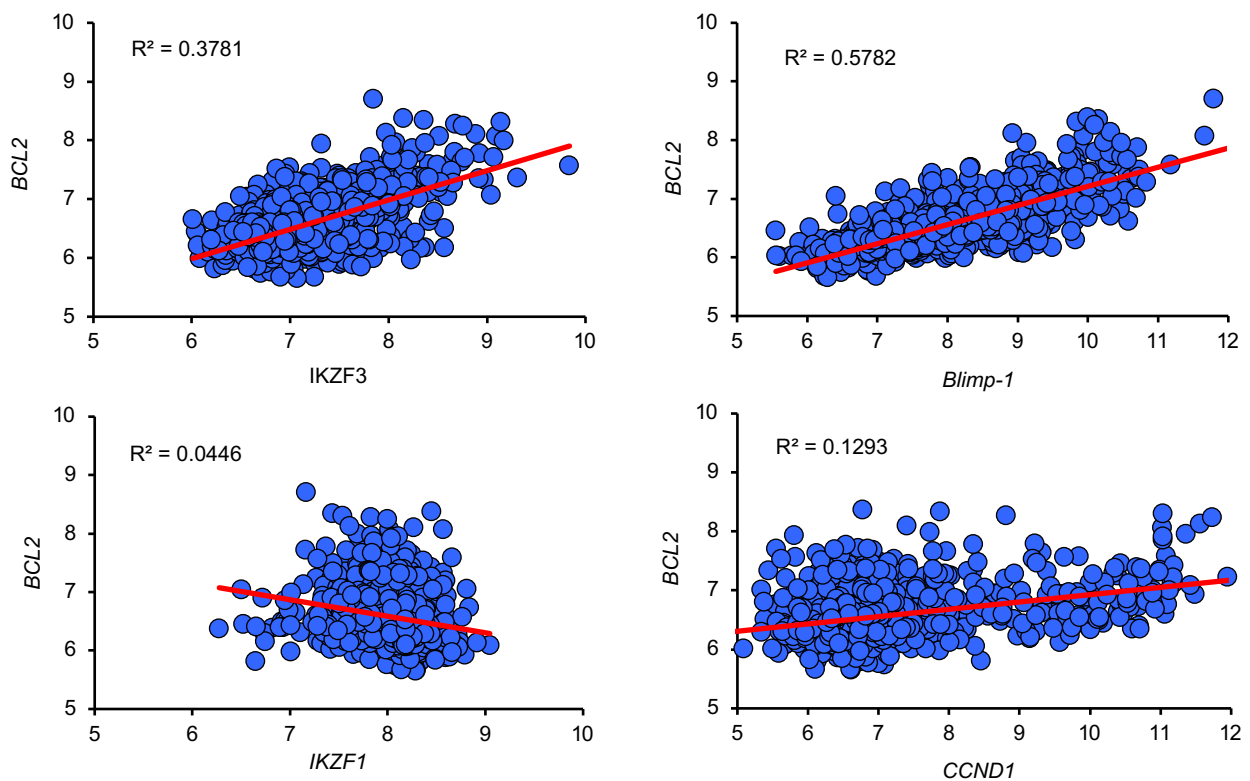 10
9
8
7
6
5
BCL2
R² = 0.3781
5 6 7 8 9 10
IKZF3
10
9
8
7
6
5
BCL2
R² = 0.5782
5 6 7 8 9 10 11 12
Blimp-1
10
9
8
7
6
5
BCL2
R² = 0.0446
5 6 7 8 9 10
IKZF1
10
9
8
7
6
5
BCL2
R² = 0.1293
5 6 7 8 9 10 11 12
CCND1